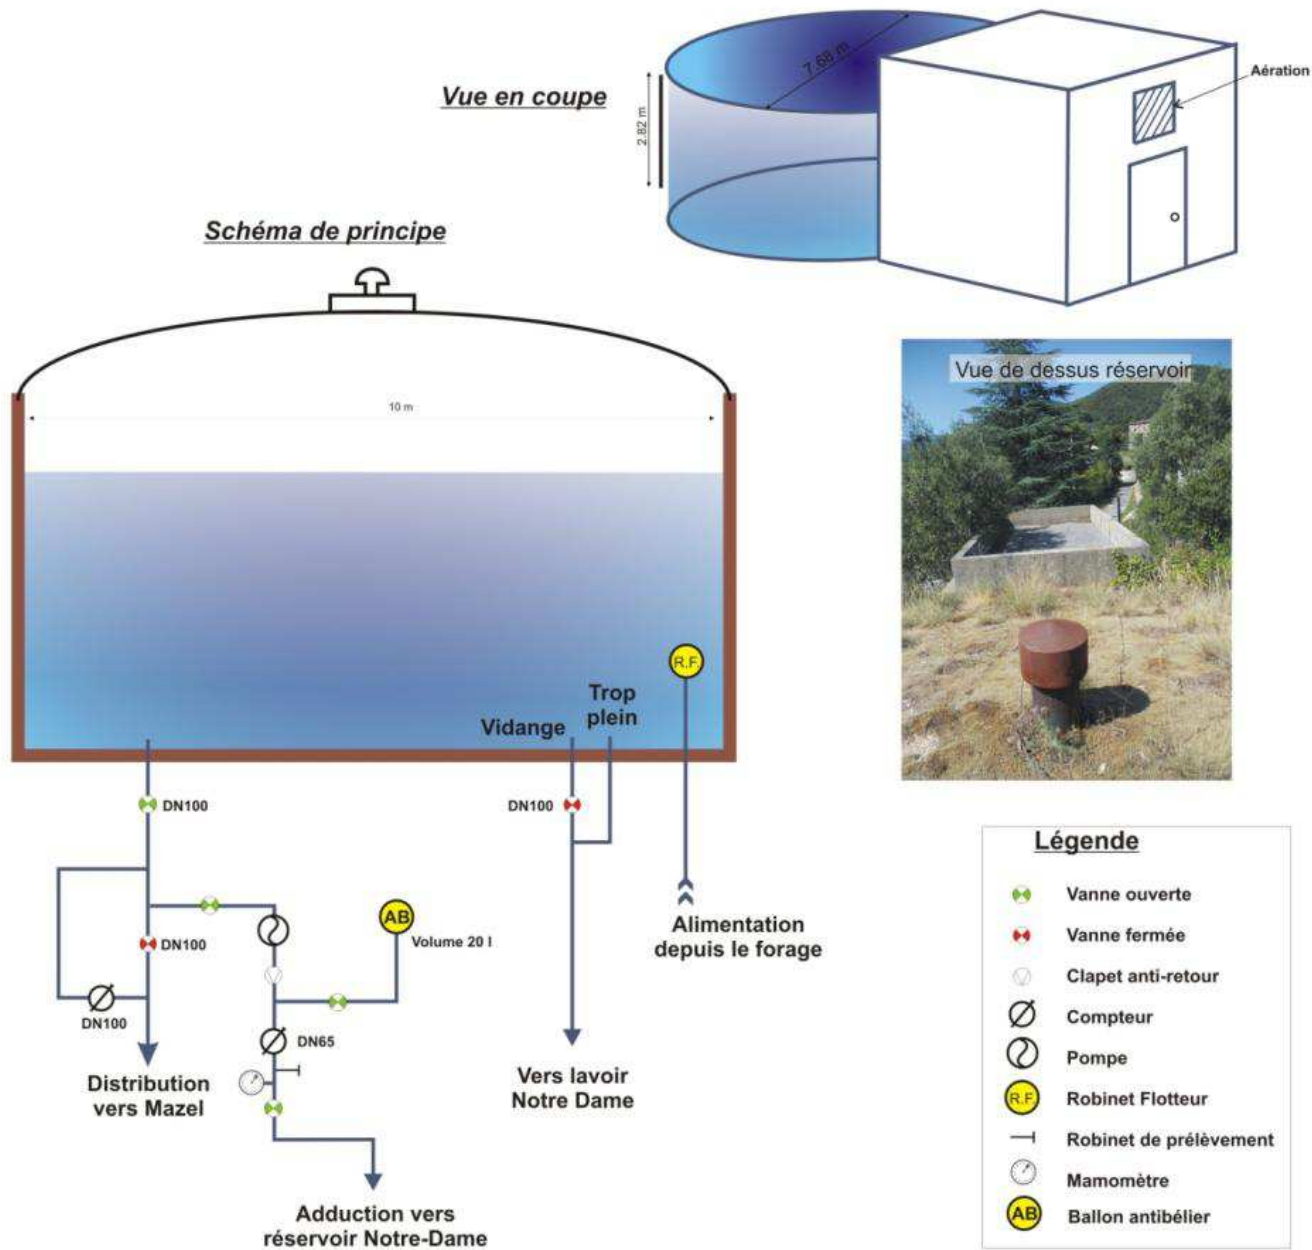 Vue en coupe
7.68 m
2.82 m
Aération
Schéma de principe
10 m
Vue de dessus réservoir
R.F.
Trop
plein
Vidange
DN100
DN100
AB
Volume 20 l
DN100
DN100
DN65
Alimentation
depuis le forage
Distribution
vers Mazel
Vers lavoir
Notre Dame
Adduction vers
réservoir Notre-Dame
Légende
Vanne ouverte
Vanne fermée
Clapet anti-retour
Compteur
Pompe
R.F. Robinet Flotteur
Robinet de prélèvement
Mamomètre
AB Ballon antibélier